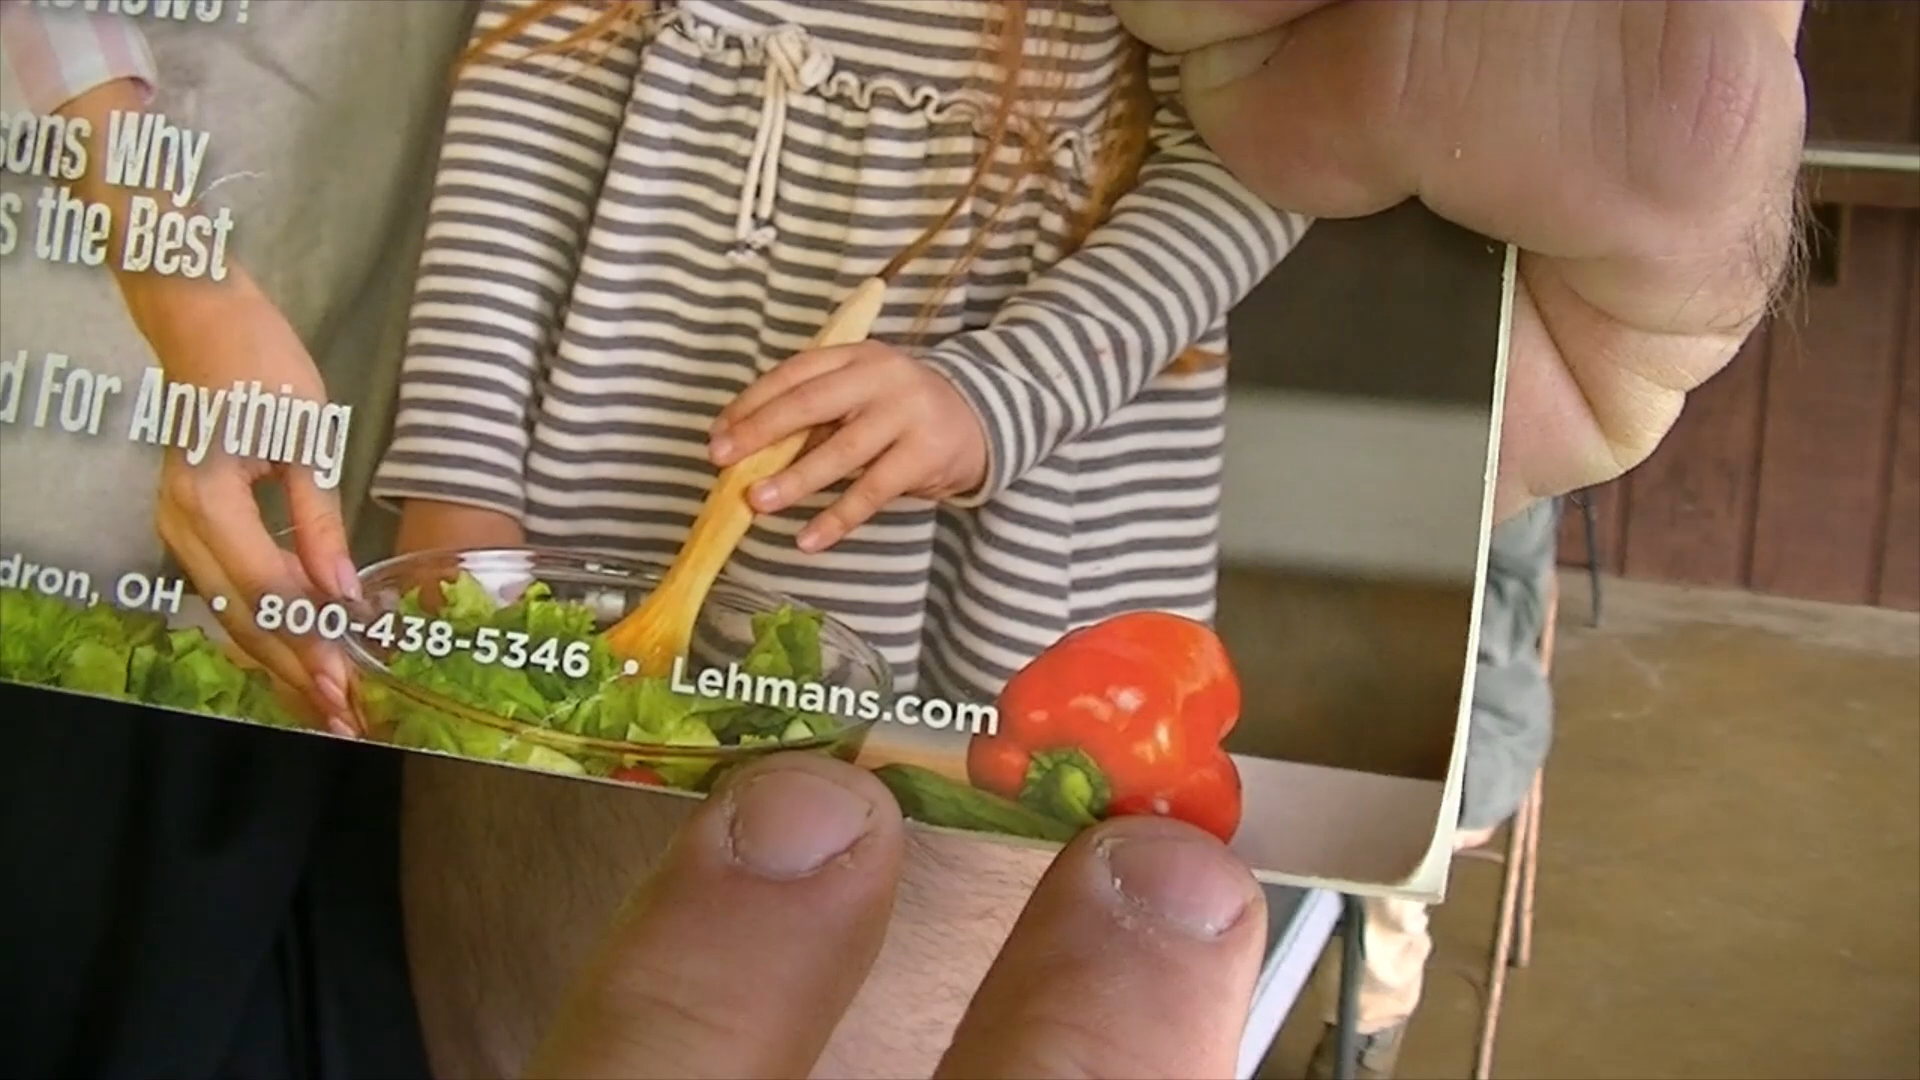 sons Why
s the Best
d For Anything
dron, OH • 800-438-5346 • Lehmans.com